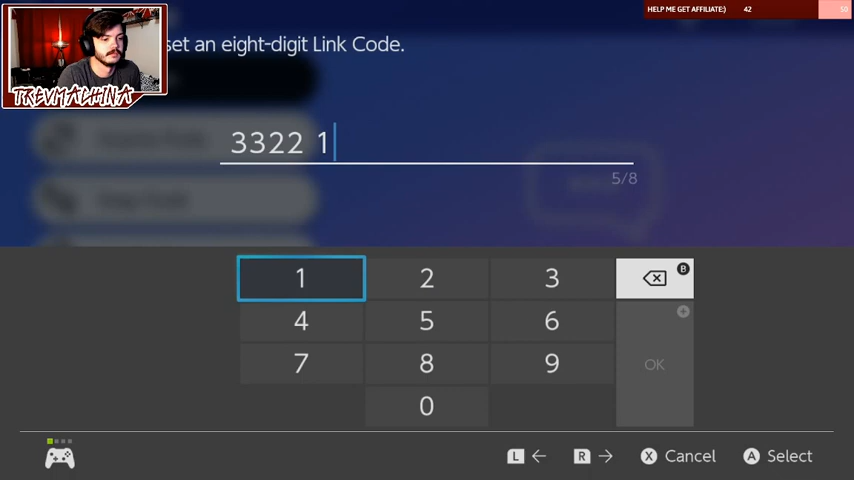 HELP ME GET AFFILIATE:) 42 50
set an eight-digit Link Code.
TREVMACHINA
3322 1
5/8
1 2 3 B
4 5 6 +
7 8 9 OK
0
L ← R → X Cancel A Select